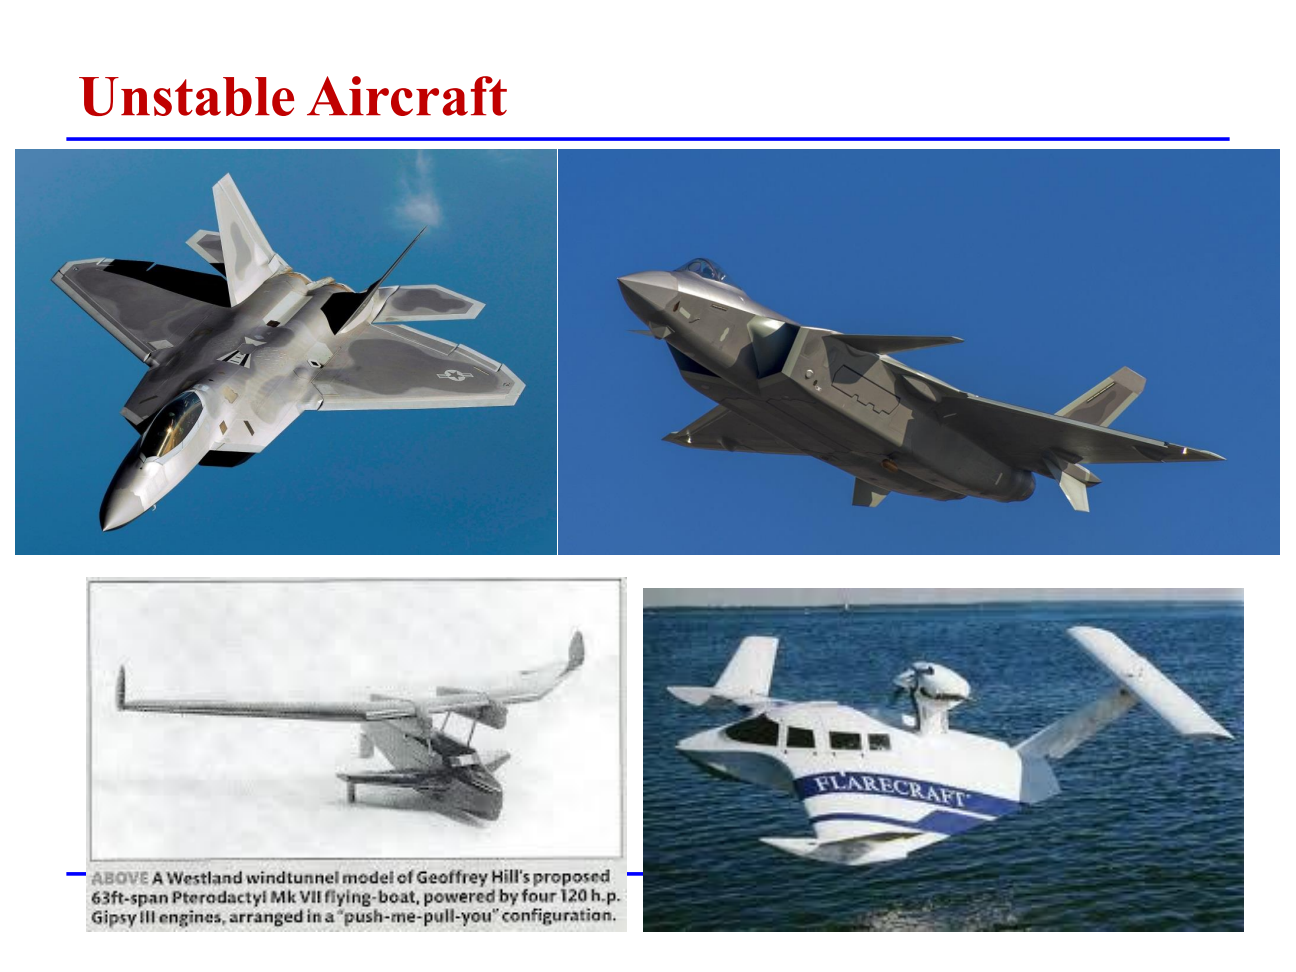 Unstable Aircraft
FLARECRAFT
ABOVE A Westland windtunnel model of Geoffrey Hill's proposed
63ft-span Pterodactyl Mk VII flying-boat, powered by four 120 h.p.
Gipsy III engines, arranged in a "push-me-pull-you" configuration.